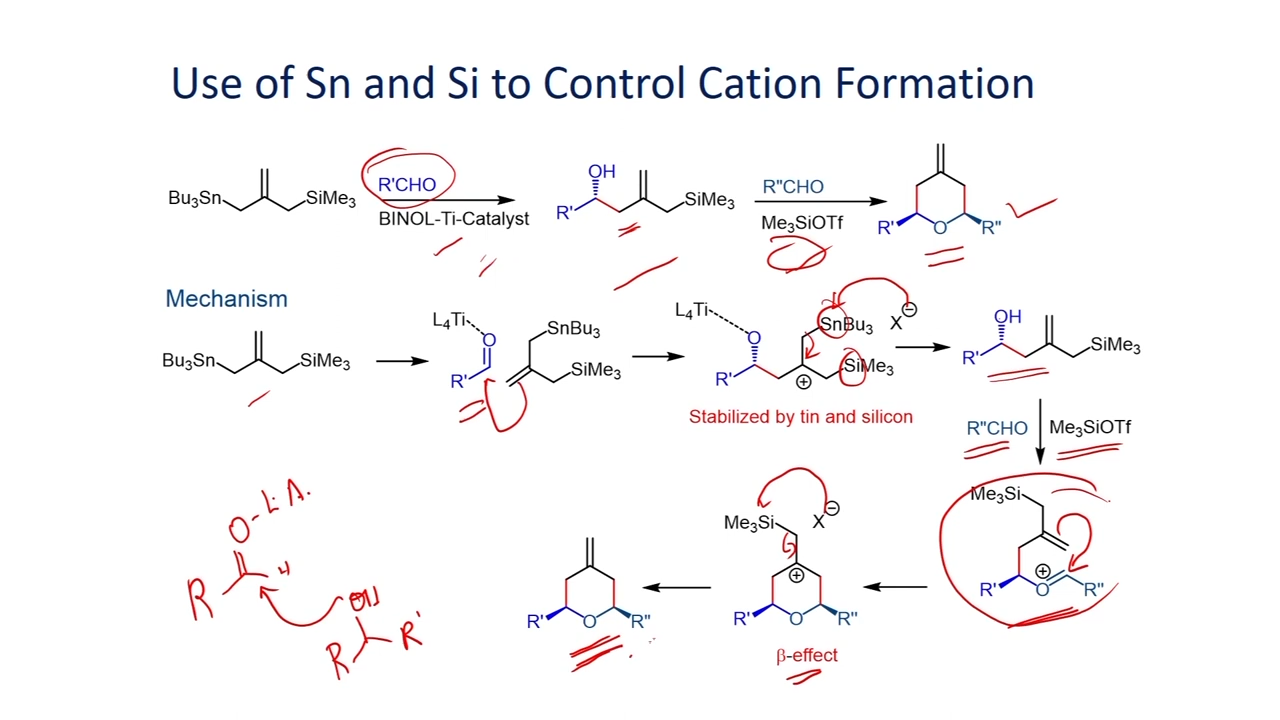 Use of Sn and Si to Control Cation Formation
Bu₃Sn SiMe₃
R'CHO
BINOL-Ti-Catalyst
OH
R' SiMe₃
R"CHO
Me₃SiOTf
R' O R"
Mechanism
Bu₃Sn SiMe₃
L₄Ti
O
R'
SnBu₃
SiMe₃
L₄Ti
O
R'
SnBu₃
SiMe₃
⊕
X⊖
Stabilized by tin and silicon
OH
R' SiMe₃
R"CHO Me₃SiOTf
Me₃Si
⊕
R' O R"
Me₃Si X⊖
⊕
R' O R"
β-effect
R' O R"
O-L.A.
R H
OH
R R'